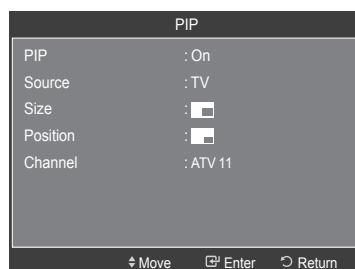 PIP
PIP : On
Source : TV
Size :
Position :
Channel : ATV 11
Move Enter Return